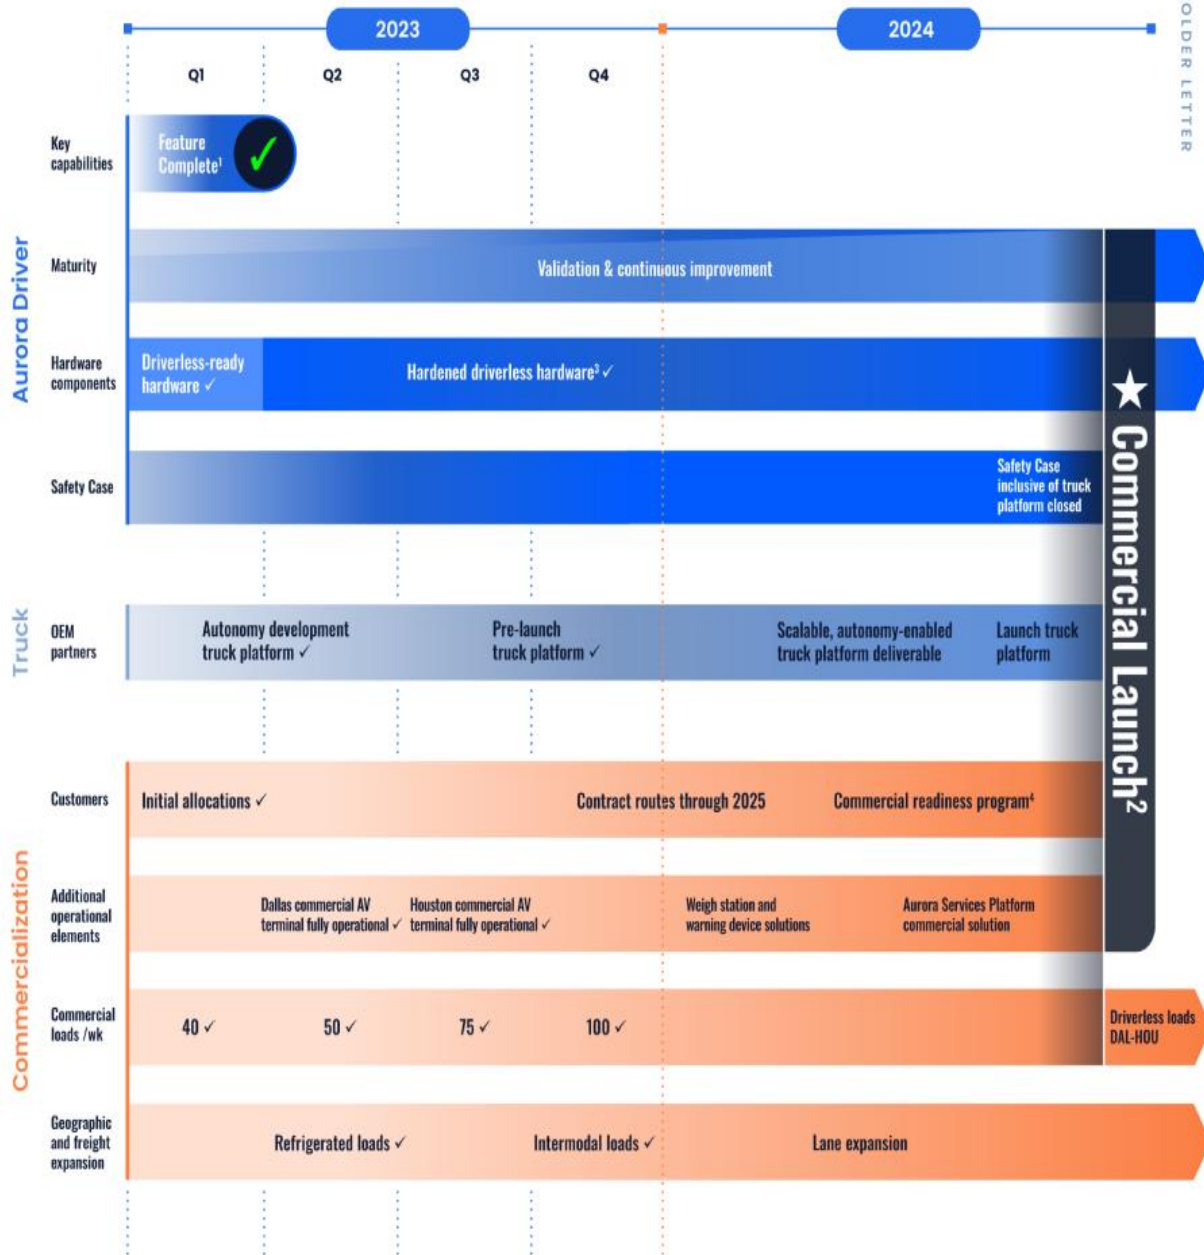 2023
2024
OLDER LETTER
Q1
Q2
Q3
Q4
Aurora Driver
Key
capabilities
Feature
Complete¹ ✓
Maturity
Validation & continuous improvement
Hardware
components
Driverless-ready
hardware ✓
Hardened driverless hardware³ ✓
Safety Case
Safety Case
inclusive of truck
platform closed
★ Commercial Launch²
Truck
OEM
partners
Autonomy development
truck platform ✓
Pre-launch
truck platform ✓
Scalable, autonomy-enabled
truck platform deliverable
Launch truck
platform
Commercialization
Customers
Initial allocations ✓
Contract routes through 2025
Commercial readiness program⁴
Additional
operational
elements
Dallas commercial AV
terminal fully operational ✓
Houston commercial AV
terminal fully operational ✓
Weigh station and
warning device solutions
Aurora Services Platform
commercial solution
Commercial
loads /wk
40 ✓
50 ✓
75 ✓
100 ✓
Driverless loads
DAL-HOU
Geographic
and freight
expansion
Refrigerated loads ✓
Intermodal loads ✓
Lane expansion